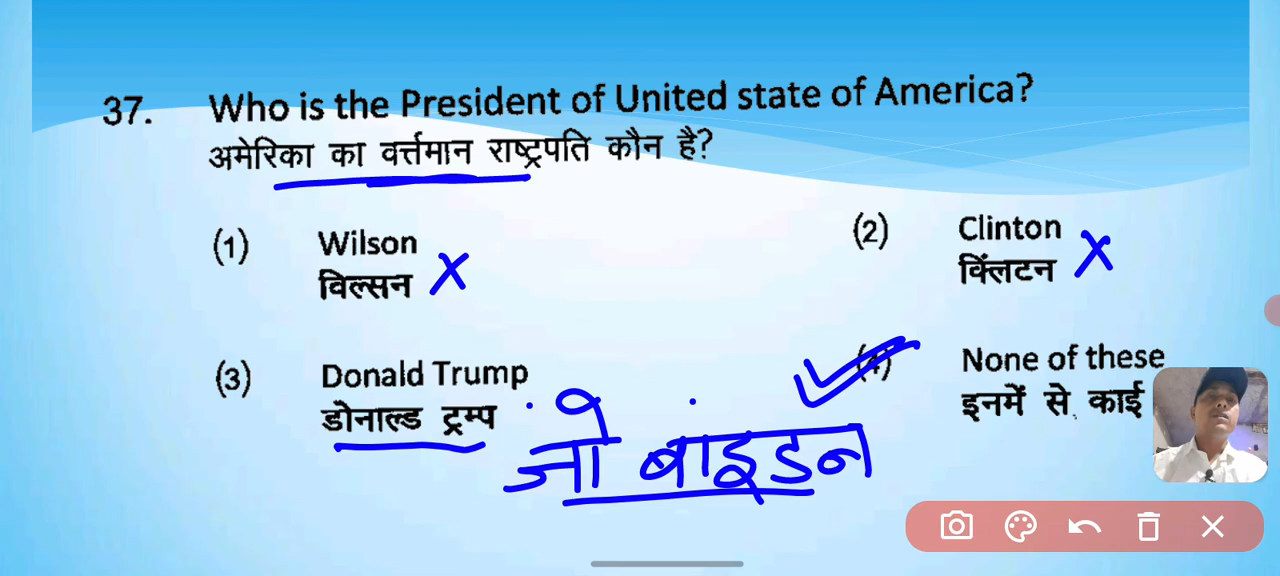 37. Who is the President of United state of America?
अमेरिका का वर्त्तमान राष्ट्रपति कौन है?
(1) Wilson
विल्सन
(2) Clinton
क्लिंटन
(3) Donald Trump
डोनाल्ड ट्रम्प
(4) None of these
इनमें से काई
जो बाइडन